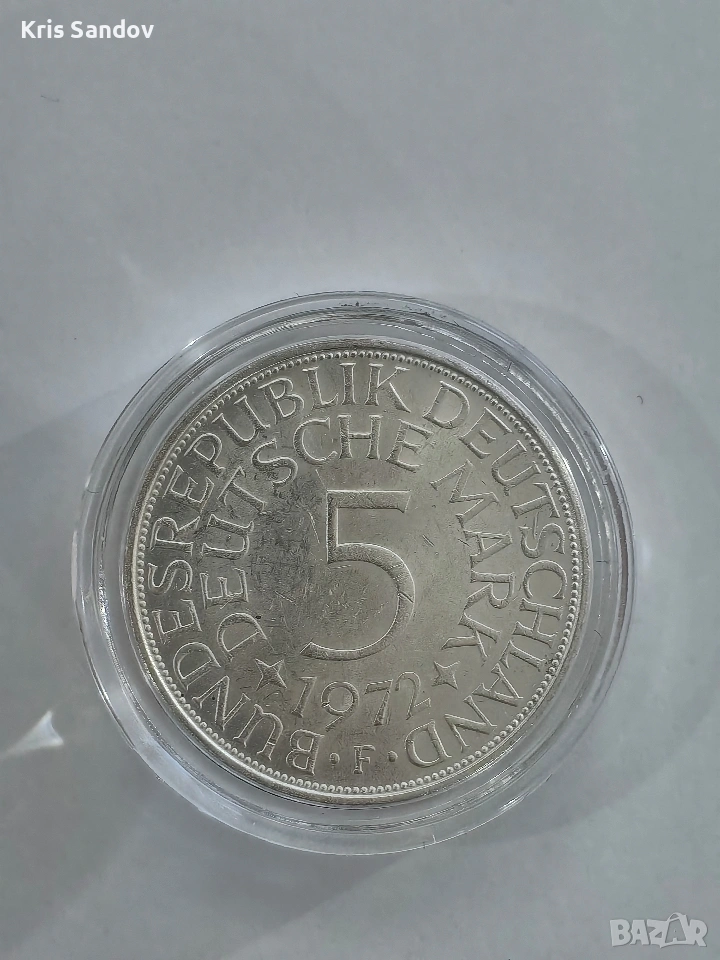 Kris Sandov
BUNDESREPUBLIK DEUTSCHLAND
DEUTSCHE MARK
5
1972
· F ·
BAZAR